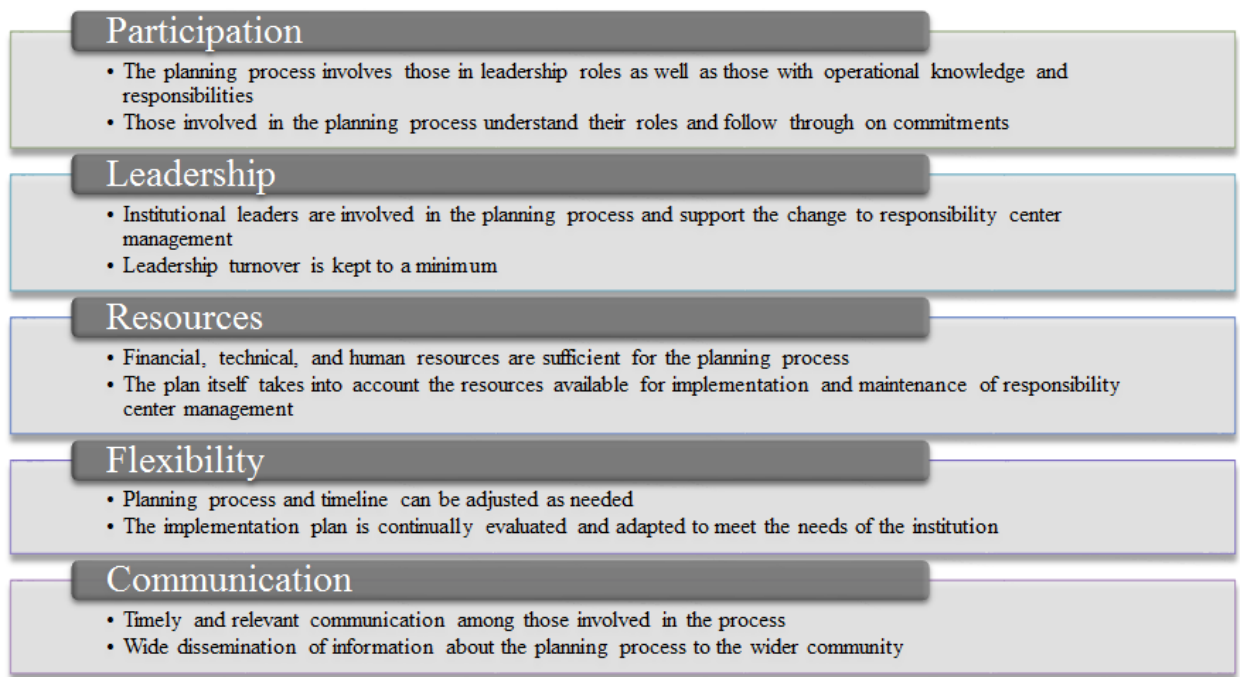 Participation
• The planning process involves those in leadership roles as well as those with operational knowledge and
responsibilities
• Those involved in the planning process understand their roles and follow through on commitments
Leadership
• Institutional leaders are involved in the planning process and support the change to responsibility center
management
• Leadership turnover is kept to a minimum
Resources
• Financial, technical, and human resources are sufficient for the planning process
• The plan itself takes into account the resources available for implementation and maintenance of responsibility
center management
Flexibility
• Planning process and timeline can be adjusted as needed
• The implementation plan is continually evaluated and adapted to meet the needs of the institution
Communication
• Timely and relevant communication among those involved in the process
• Wide dissemination of information about the planning process to the wider community